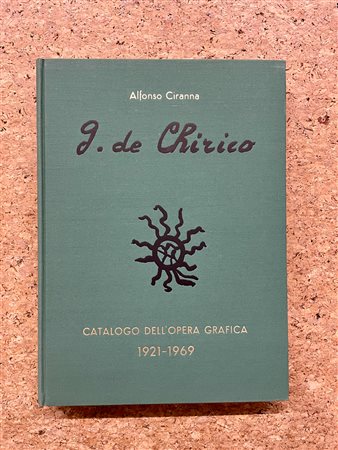 Alfonso Ciranna
G. de Chirico
CATALOGO DELL'OPERA GRAFICA
1921-1969